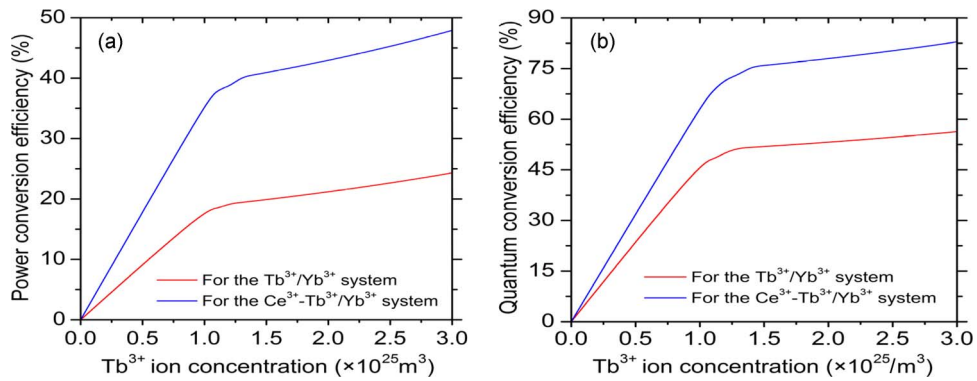 (a)
Power conversion efficiency (%)
50
40
30
20
10
0
For the Tb³⁺/Yb³⁺ system
For the Ce³⁺-Tb³⁺/Yb³⁺ system
0.0 0.5 1.0 1.5 2.0 2.5 3.0
Tb³⁺ ion concentration (×10²⁵m³)
(b)
Quantum conversion efficiency (%)
90
75
60
45
30
15
0
For the Tb³⁺/Yb³⁺ system
For the Ce³⁺-Tb³⁺/Yb³⁺ system
0.0 0.5 1.0 1.5 2.0 2.5 3.0
Tb³⁺ ion concentration (×10²⁵/m³)